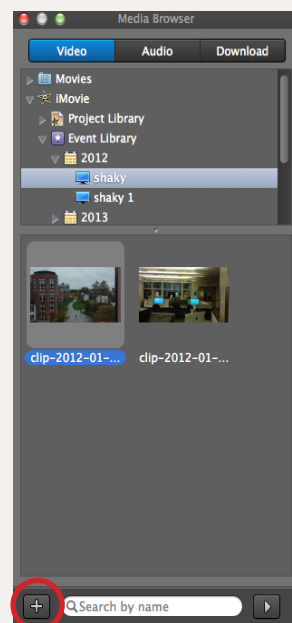 Media Browser
Video Audio Download
Movies
iMovie
Project Library
Event Library
2012
shaky
shaky 1
2013
clip-2012-01-... clip-2012-01-...
Search by name